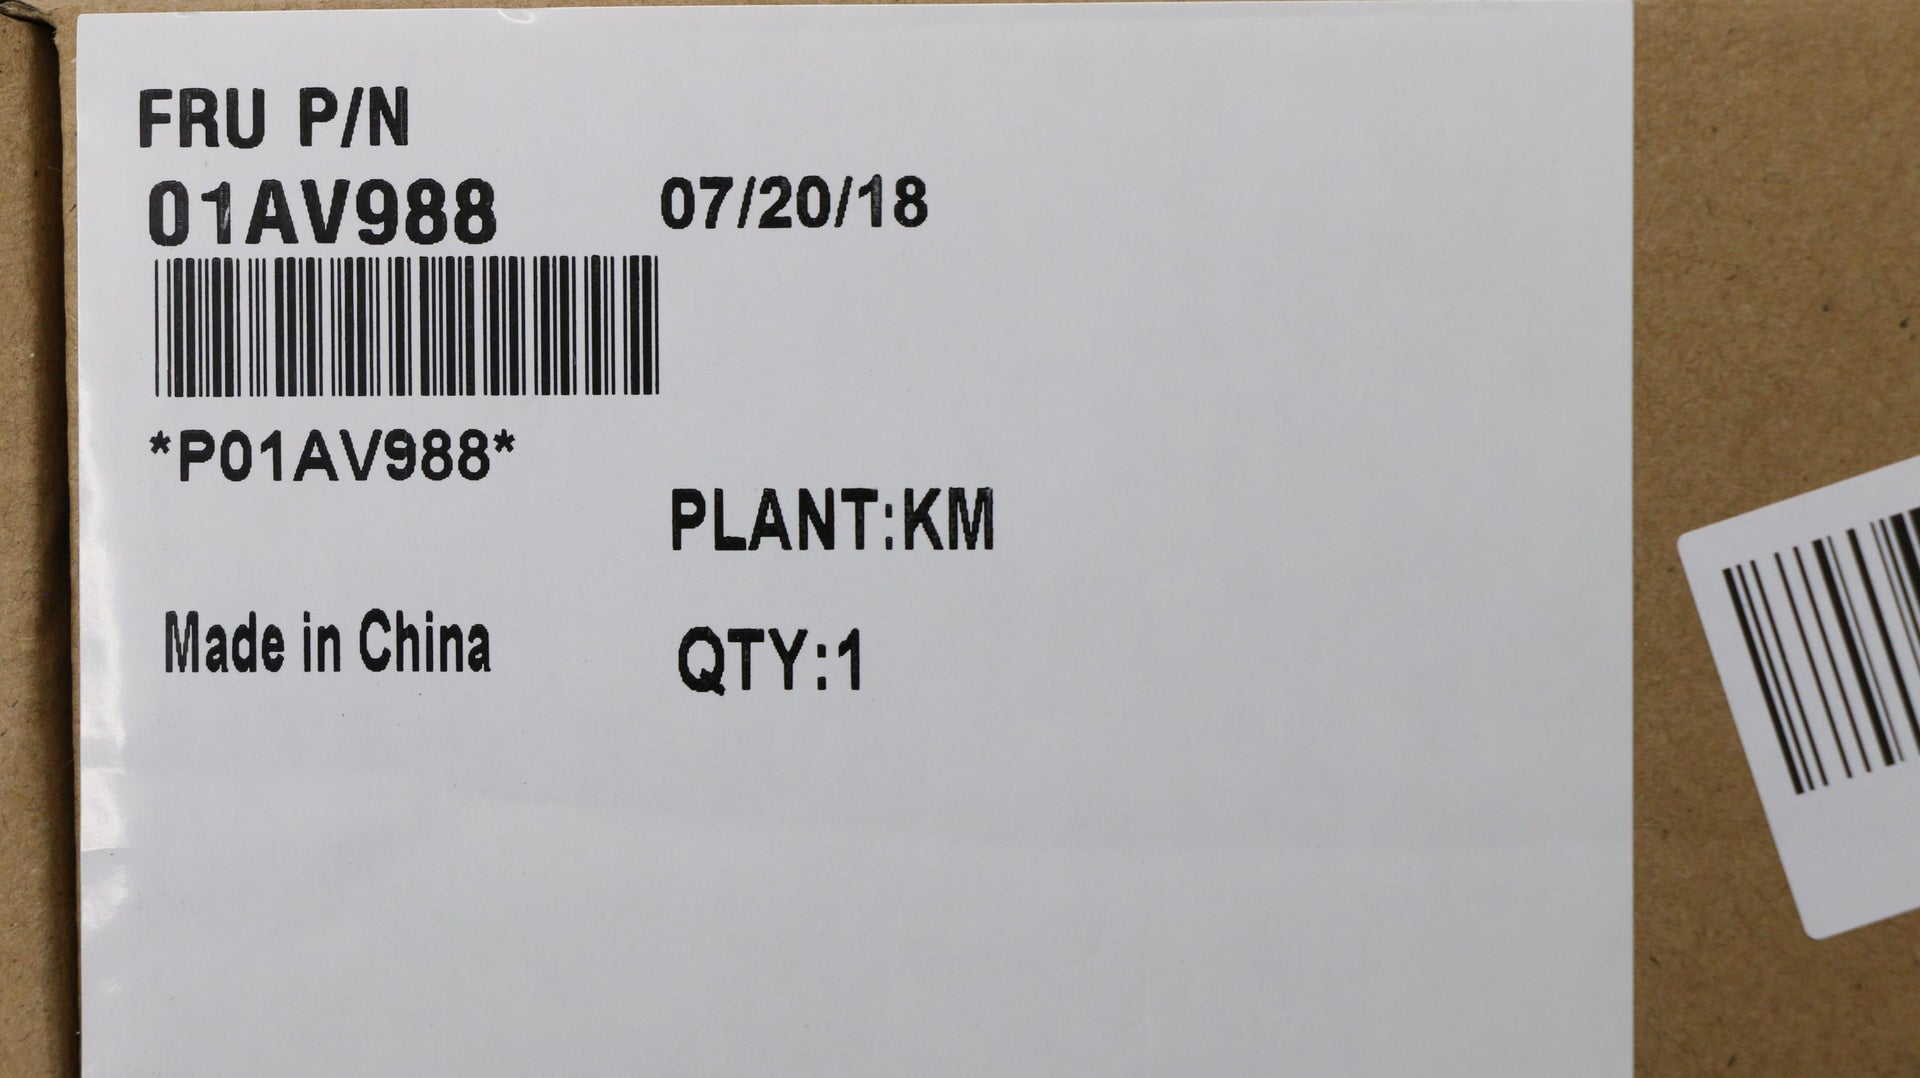 FRU P/N
01AV988 07/20/18
*P01AV988*
PLANT:KM
Made in China QTY:1